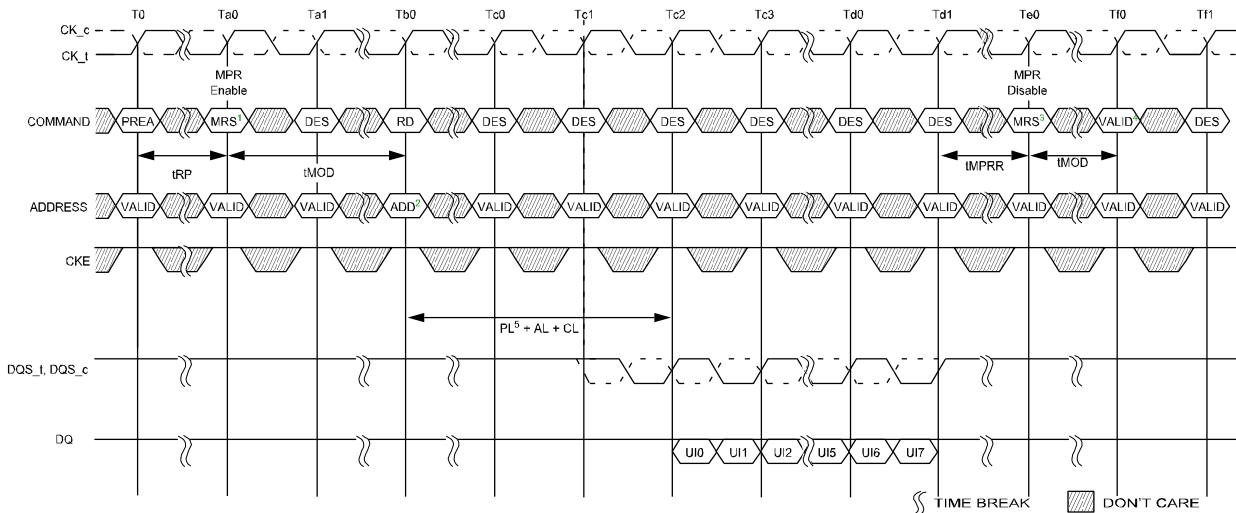 T0 Ta0 Ta1 Tb0 Tc0 Tc1 Tc2 Tc3 Td0 Td1 Te0 Tf0 Tf1
CK_c
CK_t
MPR Enable
MPR Disable
COMMAND PREA MRS1 DES RD DES DES DES DES DES DES MRS3 VALID4 DES
tRP tMOD tMPRR tMOD
ADDRESS VALID VALID VALID ADD2 VALID VALID VALID VALID VALID VALID VALID VALID VALID
CKE
PL5 + AL + CL
DQS_t, DQS_c
DQ UI0 UI1 UI2 UI5 UI6 UI7
TIME BREAK DON'T CARE